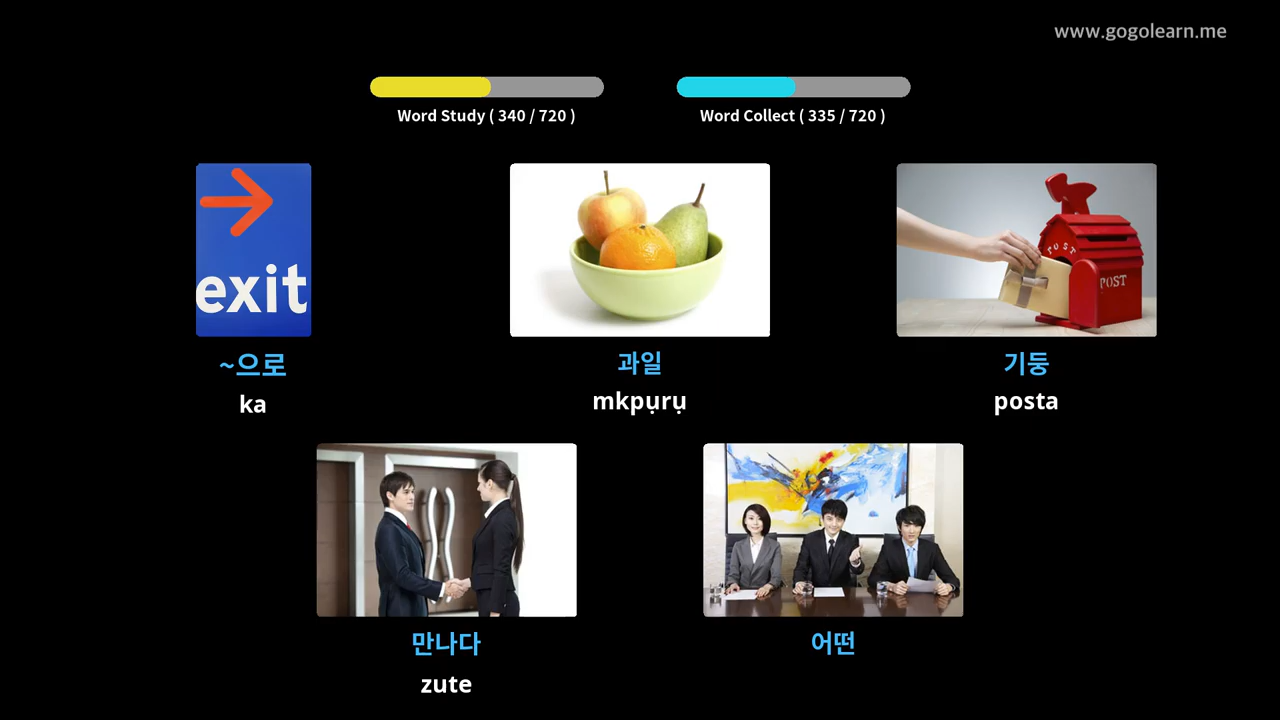 www.gogolearn.me
Word Study ( 340 / 720 )
Word Collect ( 335 / 720 )
exit
POST
POST
~으로
과일
기둥
ka
mkpụrụ
posta
만나다
어떤
zute